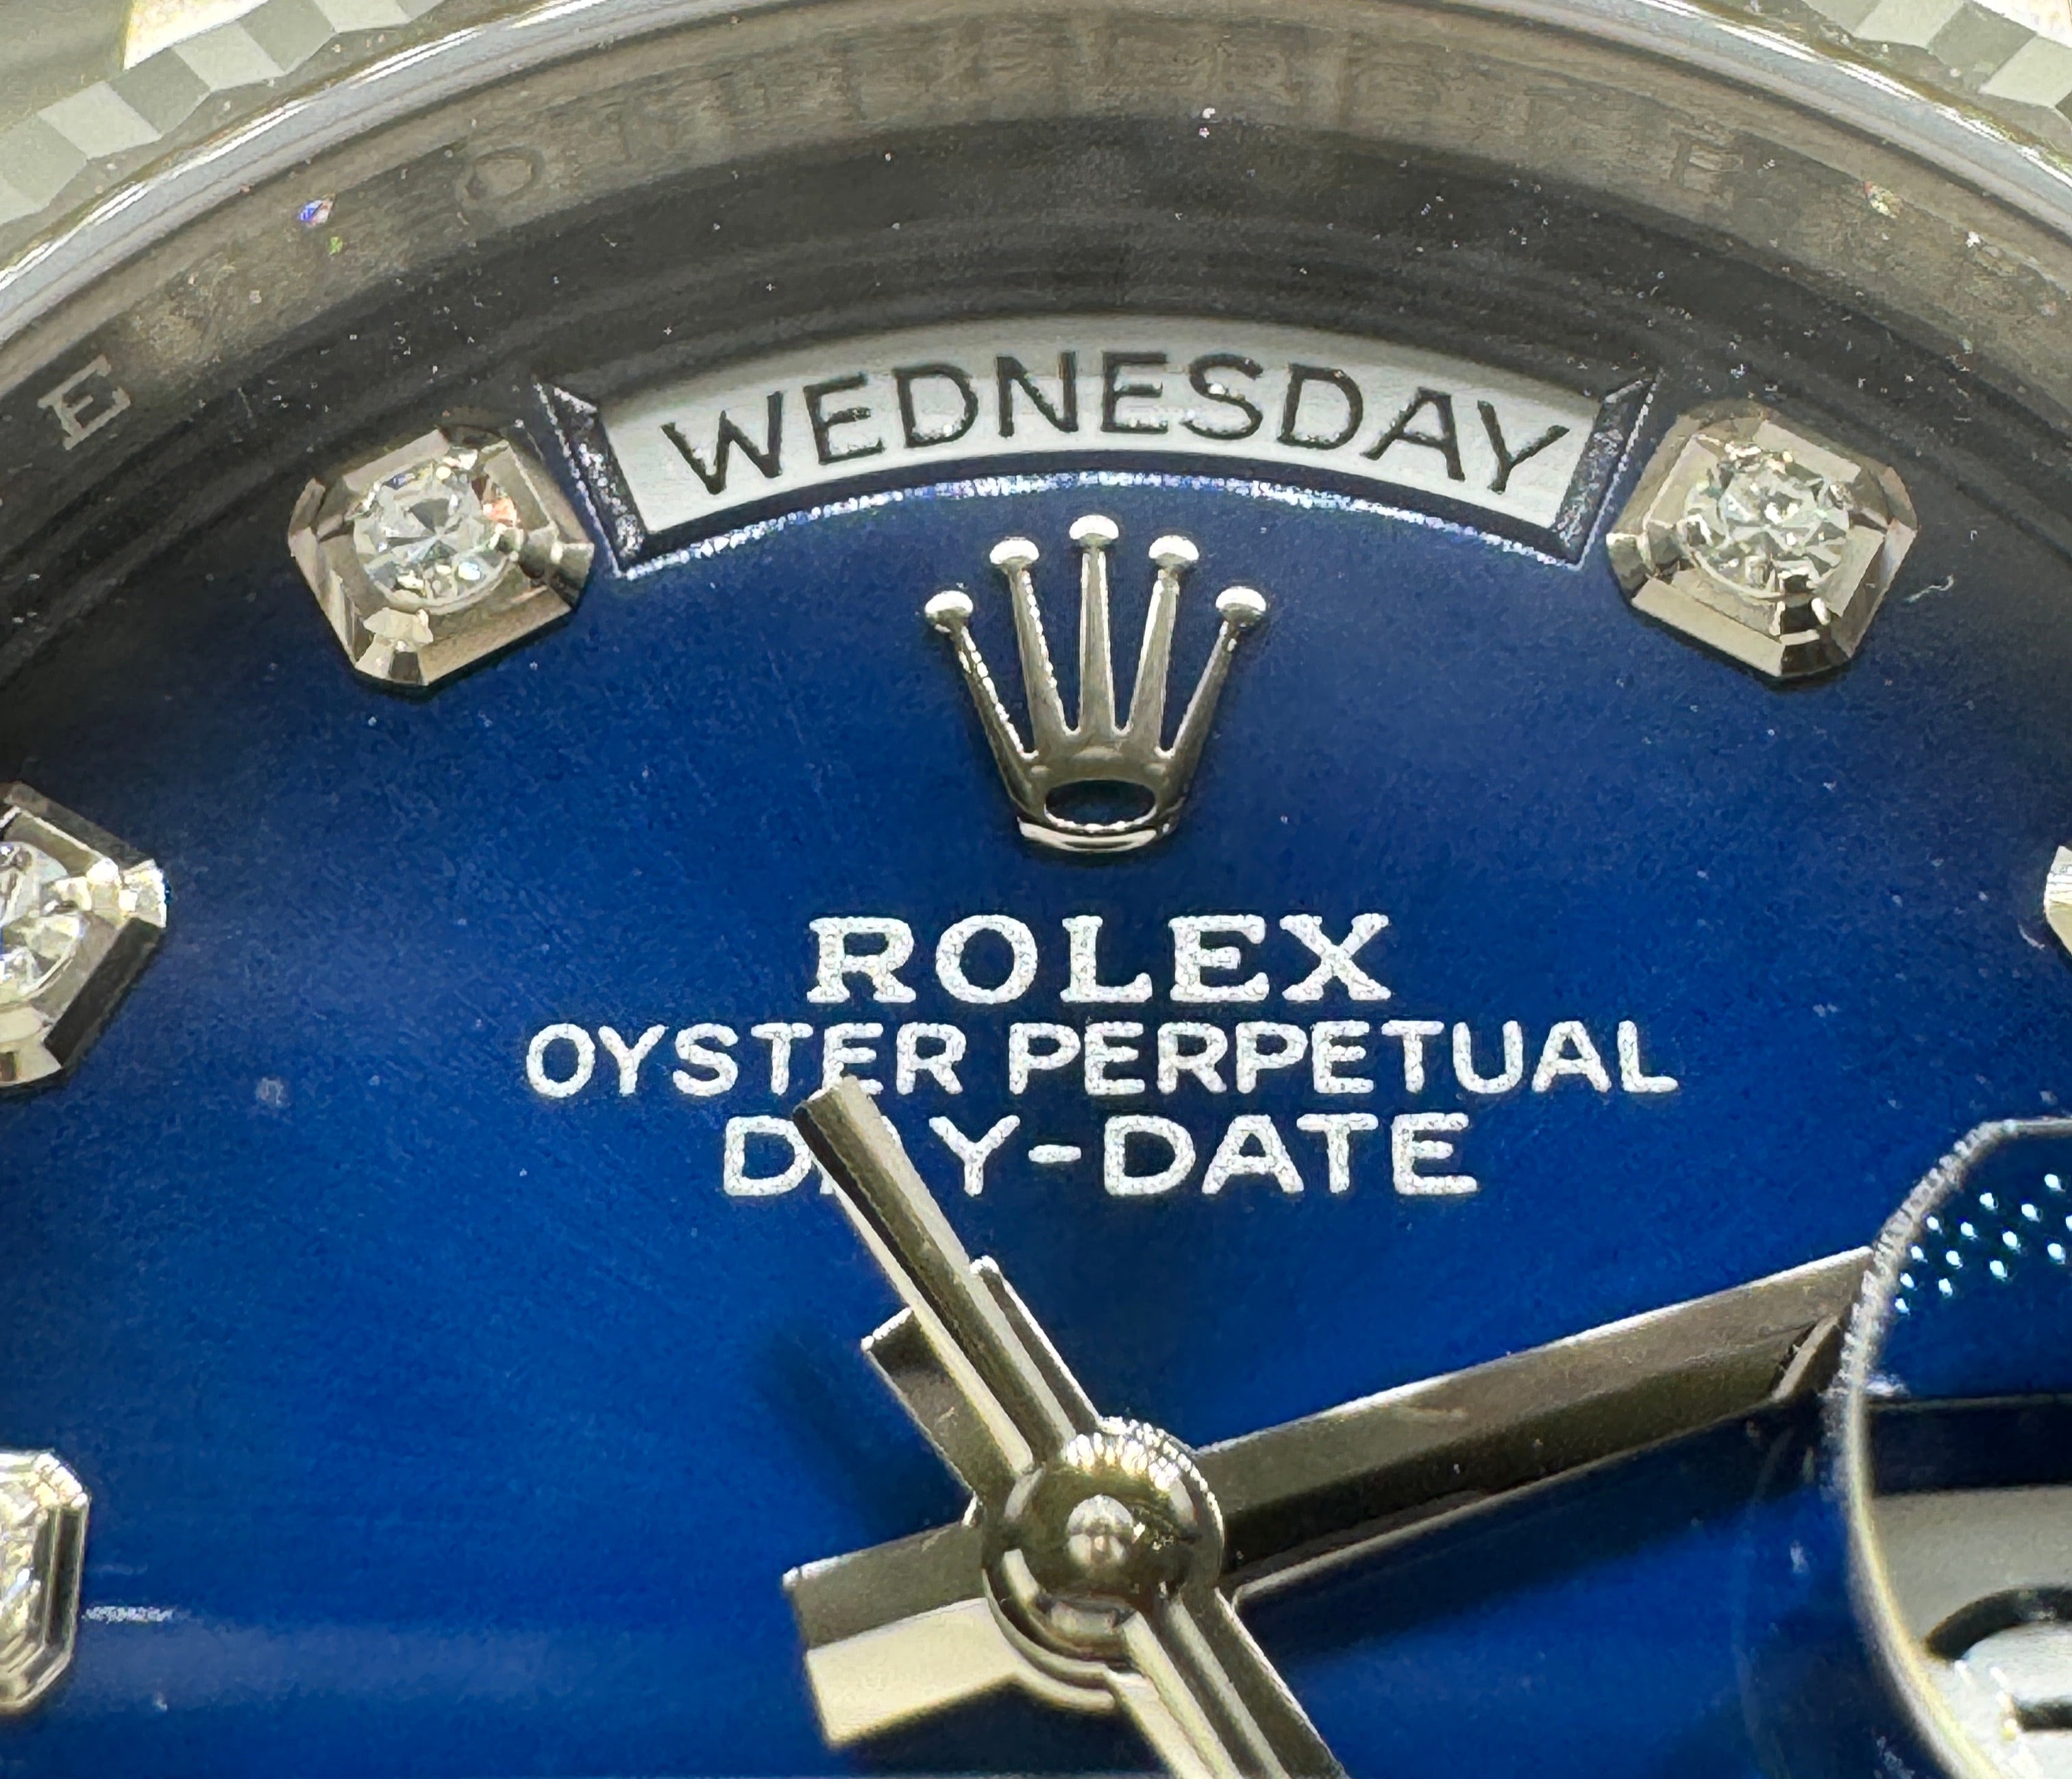 WEDNESDAY
ROLEX
OYSTER PERPETUAL
DAY-DATE